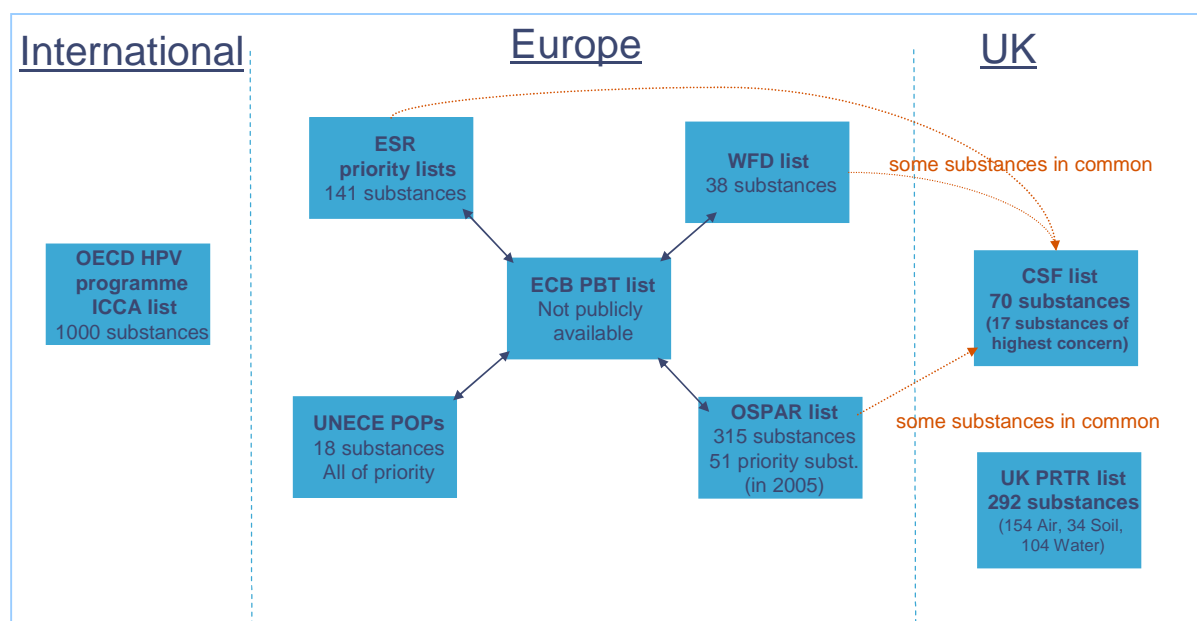 International
Europe
UK
ESR
priority lists
141 substances
WFD list
38 substances
some substances in common
OECD HPV
programme
ICCA list
1000 substances
ECB PBT list
Not publicly
available
CSF list
70 substances
(17 substances of
highest concern)
UNECE POPs
18 substances
All of priority
OSPAR list
315 substances
51 priority subst.
(in 2005)
some substances in common
UK PRTR list
292 substances
(154 Air, 34 Soil,
104 Water)